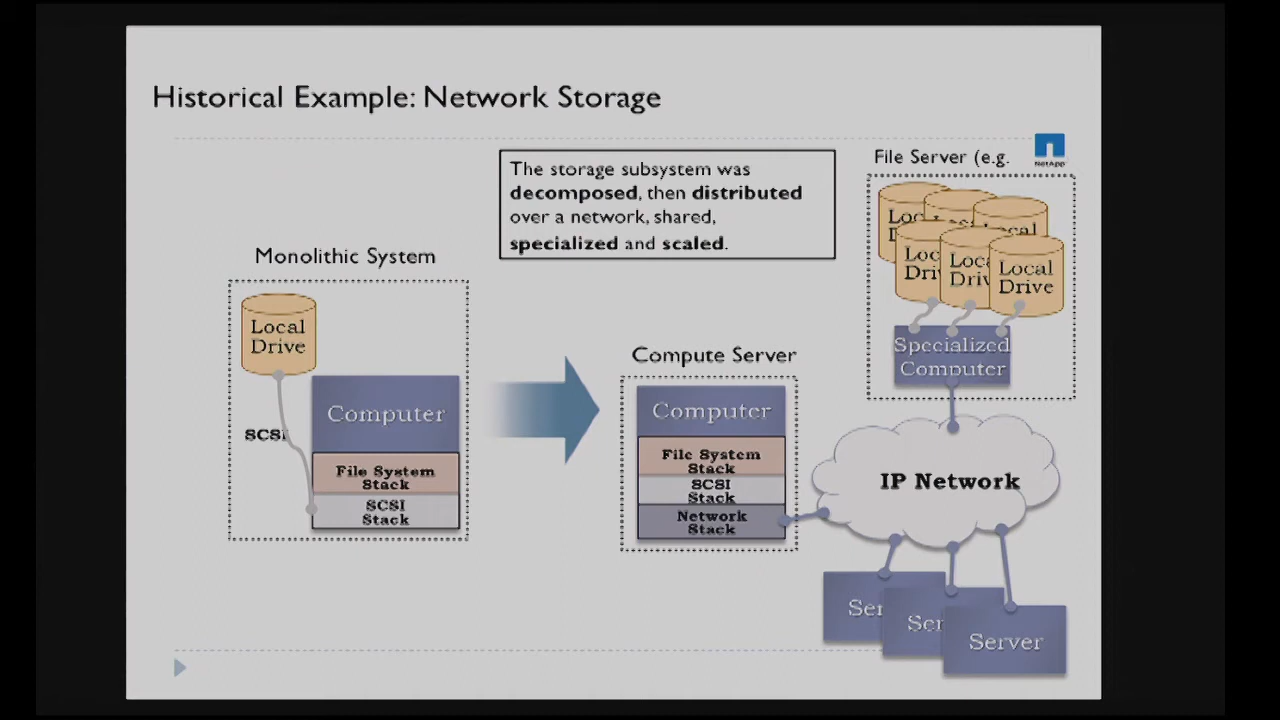 Historical Example: Network Storage
The storage subsystem was
decomposed, then distributed
over a network, shared,
specialized and scaled.
File Server (e.g.
NetApp
Monolithic System
Local
Drive
Computer
SCSI
File System
Stack
SCSI
Stack
Compute Server
Computer
File System
Stack
SCSI
Stack
Network
Stack
Local
Drive
Specialized
Computer
IP Network
Server